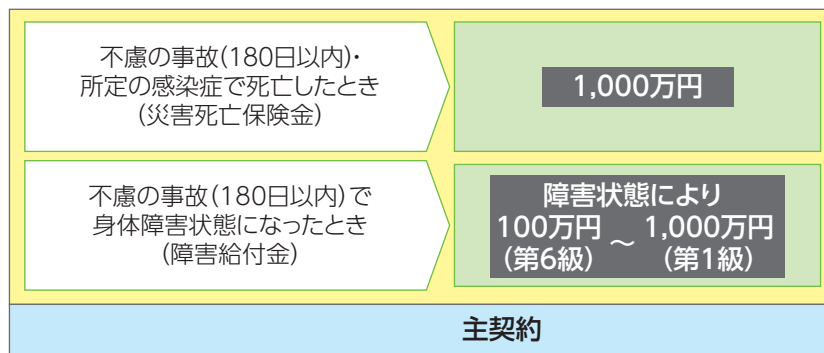 不慮の事故(180日以内)・
所定の感染症で死亡したとき
(災害死亡保険金)
1,000万円
不慮の事故(180日以内)で
身体障害状態になったとき
(障害給付金)
障害状態により
100万円 ～ 1,000万円
(第6級) (第1級)
主契約